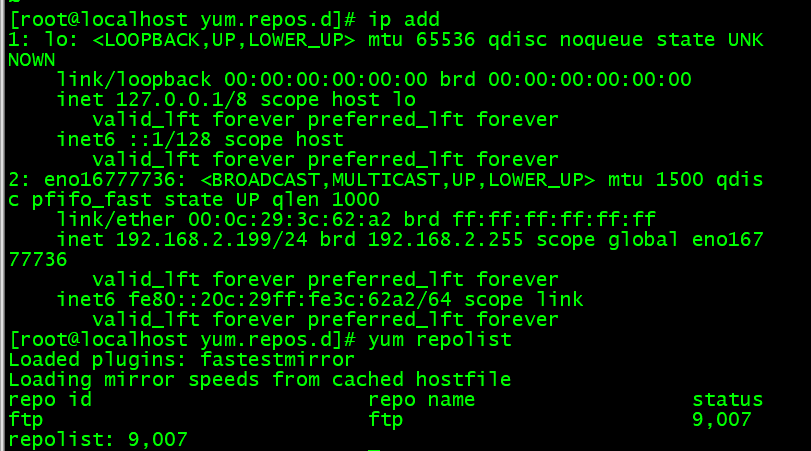 ~
[root@localhost yum.repos.d]# ip add
1: lo: <LOOPBACK,UP,LOWER_UP> mtu 65536 qdisc noqueue state UNK
NOWN
    link/loopback 00:00:00:00:00:00 brd 00:00:00:00:00:00
    inet 127.0.0.1/8 scope host lo
       valid_lft forever preferred_lft forever
    inet6 ::1/128 scope host
       valid_lft forever preferred_lft forever
2: eno16777736: <BROADCAST,MULTICAST,UP,LOWER_UP> mtu 1500 qdis
c pfifo_fast state UP qlen 1000
    link/ether 00:0c:29:3c:62:a2 brd ff:ff:ff:ff:ff:ff
    inet 192.168.2.199/24 brd 192.168.2.255 scope global eno167
77736
       valid_lft forever preferred_lft forever
    inet6 fe80::20c:29ff:fe3c:62a2/64 scope link
       valid_lft forever preferred_lft forever
[root@localhost yum.repos.d]# yum repolist
Loaded plugins: fastestmirror
Loading mirror speeds from cached hostfile
repo id                       repo name                  status
ftp                           ftp                        9,007
repolist: 9,007